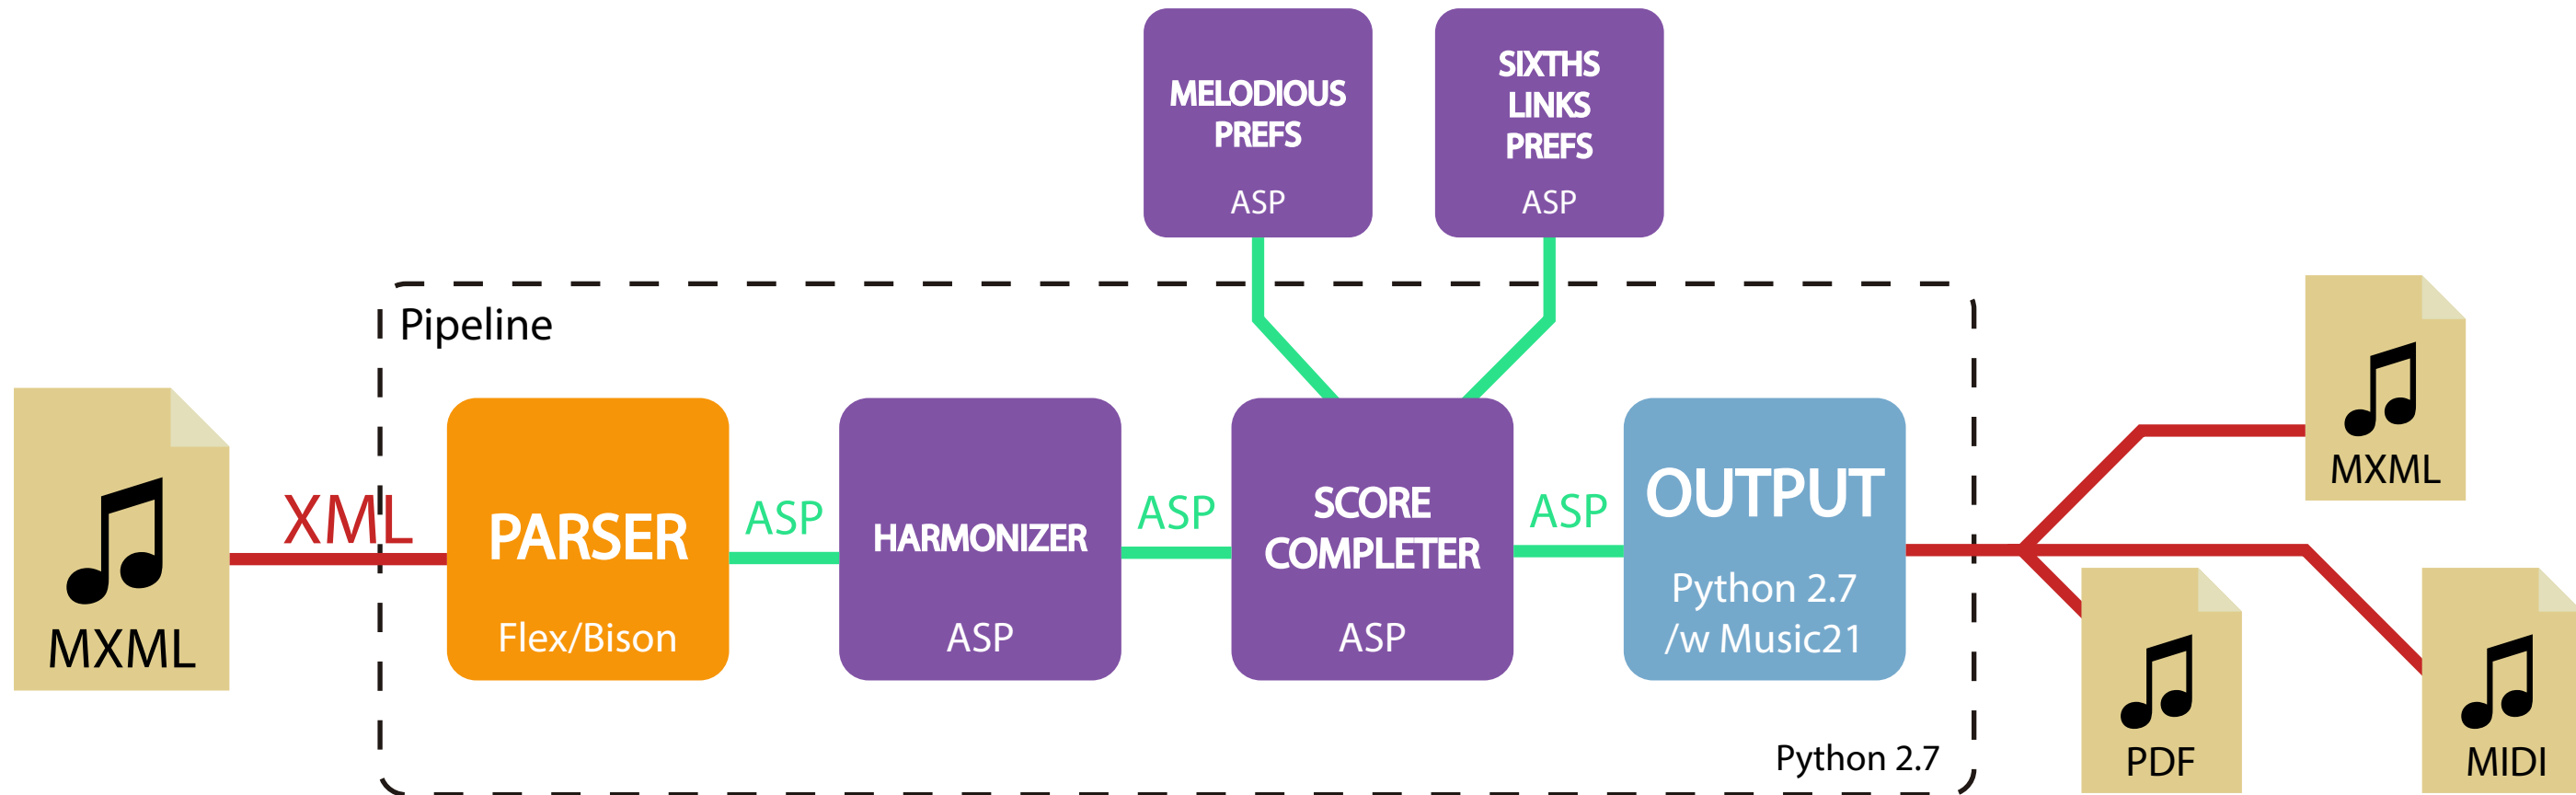 MELODIOUS
PREFS
ASP
SIXTHS
LINKS
PREFS
ASP
Pipeline
MXML
XML
PARSER
Flex/Bison
ASP
HARMONIZER
ASP
ASP
SCORE
COMPLETER
ASP
ASP
OUTPUT
Python 2.7
/w Music21
Python 2.7
MXML
PDF
MIDI